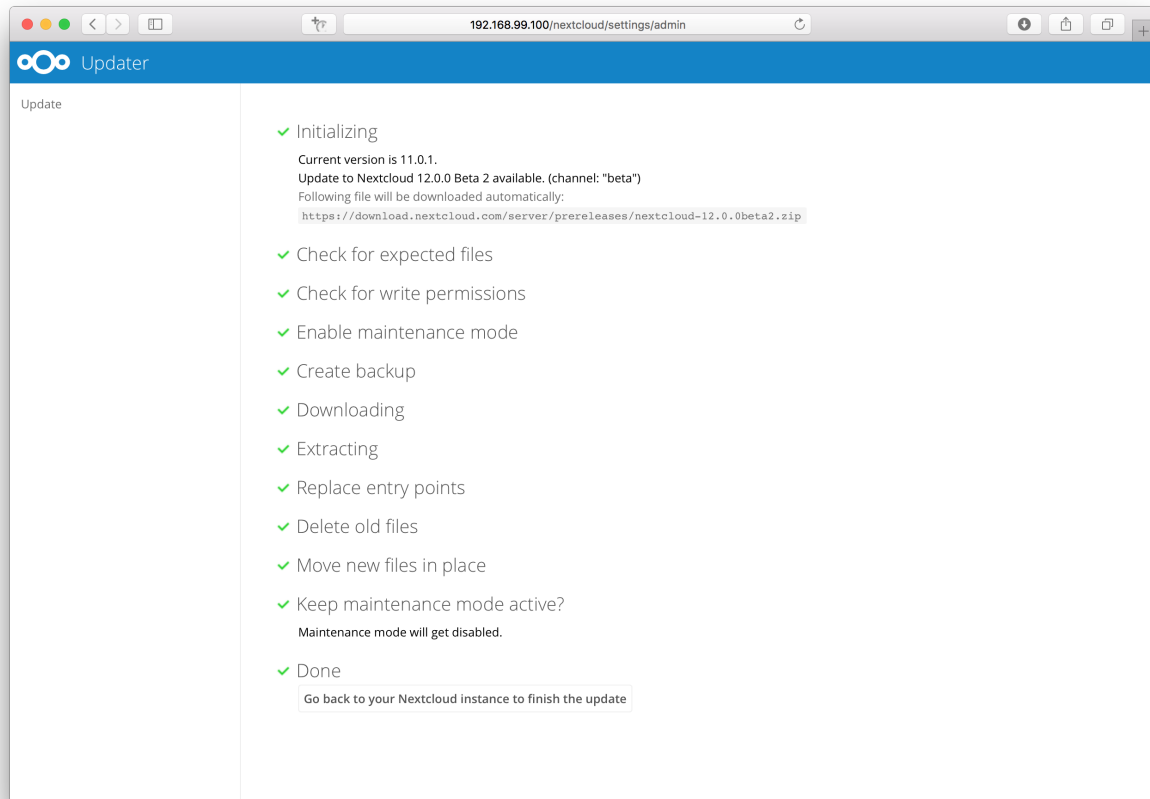 192.168.99.100/nextcloud/settings/admin
Updater
Update
Initializing
Current version is 11.0.1.
Update to Nextcloud 12.0.0 Beta 2 available. (channel: "beta")
Following file will be downloaded automatically:
https://download.nextcloud.com/server/prereleases/nextcloud-12.0.0beta2.zip
Check for expected files
Check for write permissions
Enable maintenance mode
Create backup
Downloading
Extracting
Replace entry points
Delete old files
Move new files in place
Keep maintenance mode active?
Maintenance mode will get disabled.
Done
Go back to your Nextcloud instance to finish the update